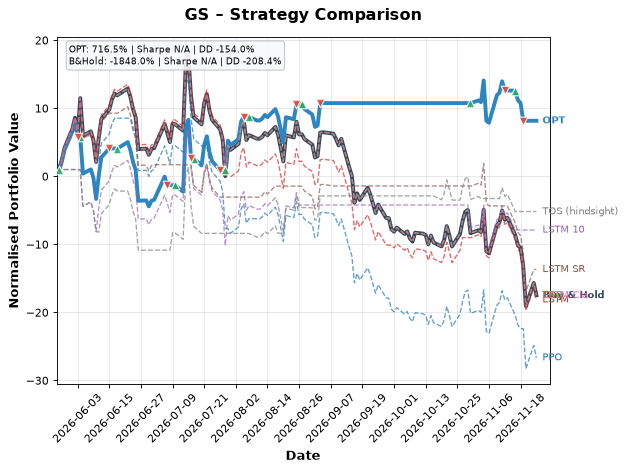 GS – Strategy Comparison
OPT: 716.5% | Sharpe N/A | DD -154.0%
B&Hold: -1848.0% | Sharpe N/A | DD -208.4%
Normalised Portfolio Value
20
10
0
−10
−20
−30
OPT
TOS (hindsight)
LSTM 10
LSTM SR
Buy & Hold
LSTM
PPO
2026-06-03
2026-06-15
2026-06-27
2026-07-09
2026-07-21
2026-08-02
2026-08-14
2026-08-26
2026-09-07
2026-09-19
2026-10-01
2026-10-13
2026-10-25
2026-11-06
2026-11-18
Date